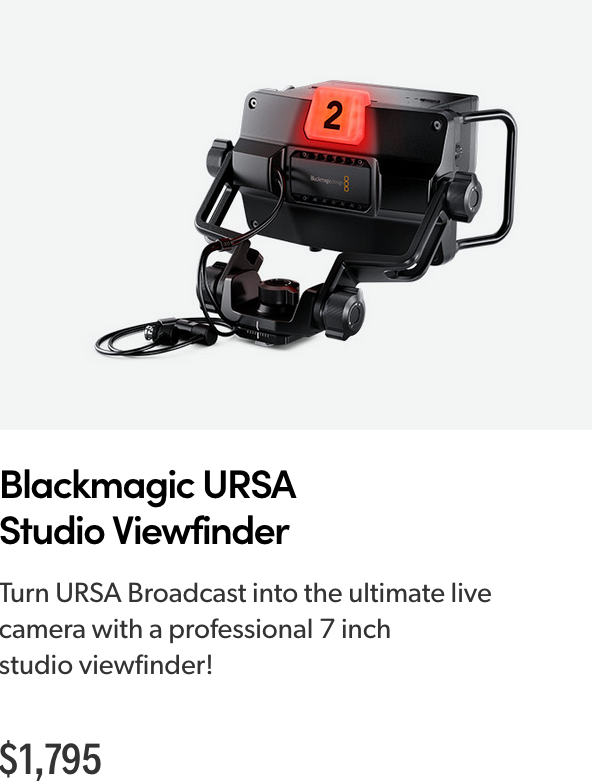 2
Blackmagicdesign
Blackmagic URSA
Studio Viewfinder
Turn URSA Broadcast into the ultimate live
camera with a professional 7 inch
studio viewfinder!
$1,795